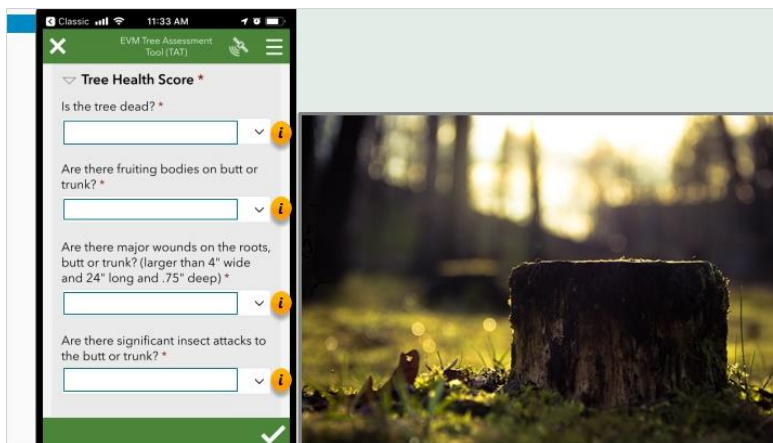 Classic 11:33 AM
EVM Tree Assessment
Tool (TAT)
Tree Health Score *
Is the tree dead? *
i
Are there fruiting bodies on butt or
trunk? *
i
Are there major wounds on the roots,
butt or trunk? (larger than 4" wide
and 24" long and .75" deep) *
i
Are there significant insect attacks to
the butt or trunk? *
i